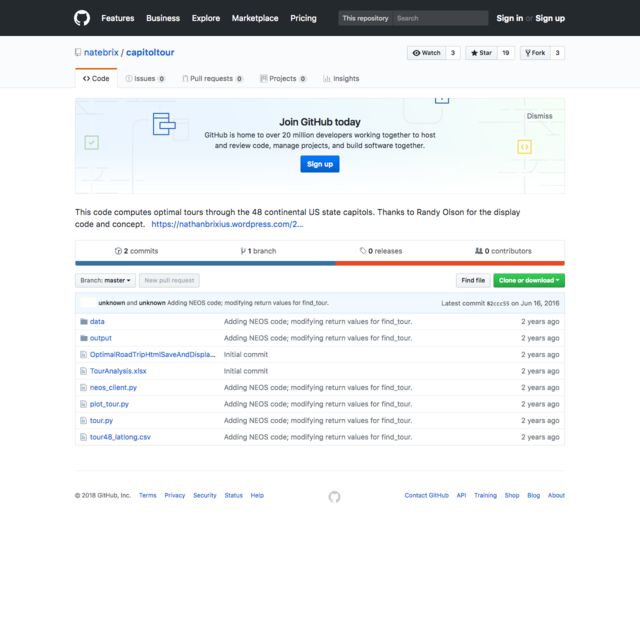 Features Business Explore Marketplace Pricing This repository Search Sign in or Sign up
natebrix / capitoltour Watch 3 Star 19 Fork 3
Code Issues 0 Pull requests 0 Projects 0 Insights
Dismiss
Join GitHub today
GitHub is home to over 20 million developers working together to host
and review code, manage projects, and build software together.
Sign up
This code computes optimal tours through the 48 continental US state capitols. Thanks to Randy Olson for the display
code and concept. https://nathanbrixius.wordpress.com/2...
2 commits 1 branch 0 releases 0 contributors
Branch: master New pull request Find file Clone or download
unknown and unknown Adding NEOS code; modifying return values for find_tour. Latest commit 82ccc55 on Jun 16, 2016
data Adding NEOS code; modifying return values for find_tour. 2 years ago
output Adding NEOS code; modifying return values for find_tour. 2 years ago
OptimalRoadTripHtmlSaveAndDispla... Initial commit 2 years ago
TourAnalysis.xlsx Initial commit 2 years ago
neos_client.py Adding NEOS code; modifying return values for find_tour. 2 years ago
plot_tour.py Adding NEOS code; modifying return values for find_tour. 2 years ago
tour.py Adding NEOS code; modifying return values for find_tour. 2 years ago
tour48_latlong.csv Adding NEOS code; modifying return values for find_tour. 2 years ago
© 2018 GitHub, Inc. Terms Privacy Security Status Help Contact GitHub API Training Shop Blog About